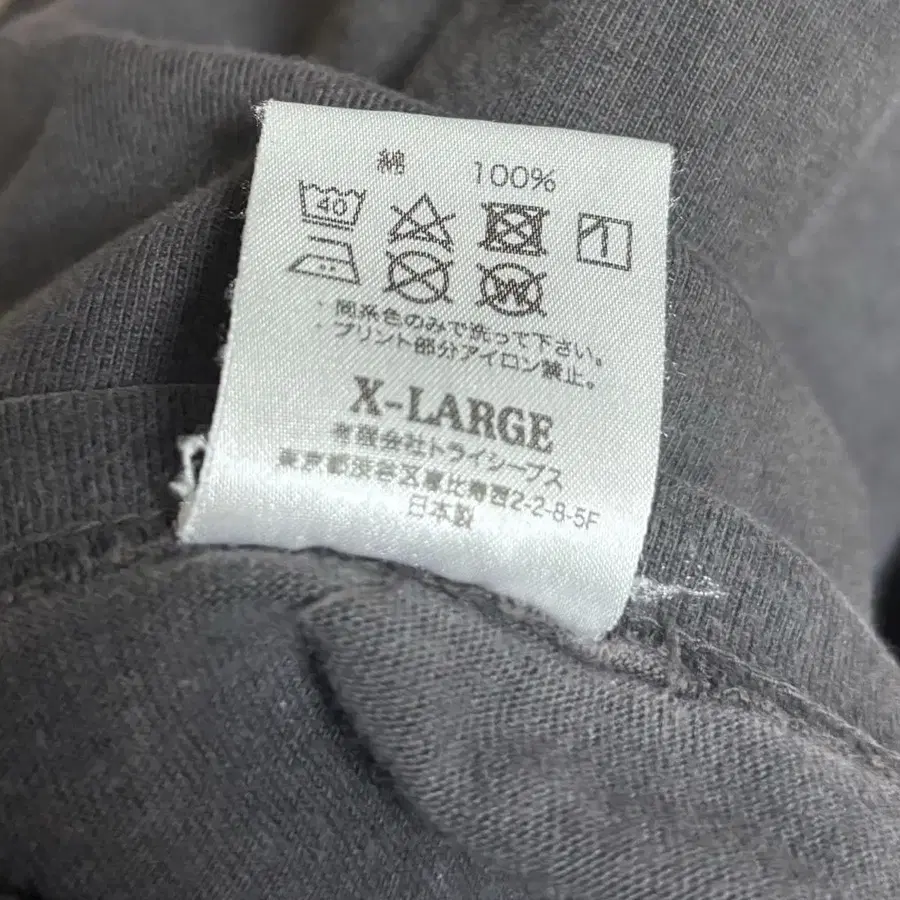 綿 100%
40
W
・同系色のみで洗って下さい。
・プリント部分アイロン禁止。
X-LARGE
有限会社トライシープス
東京都渋谷区恵比寿西2-2-8-5F
日本製